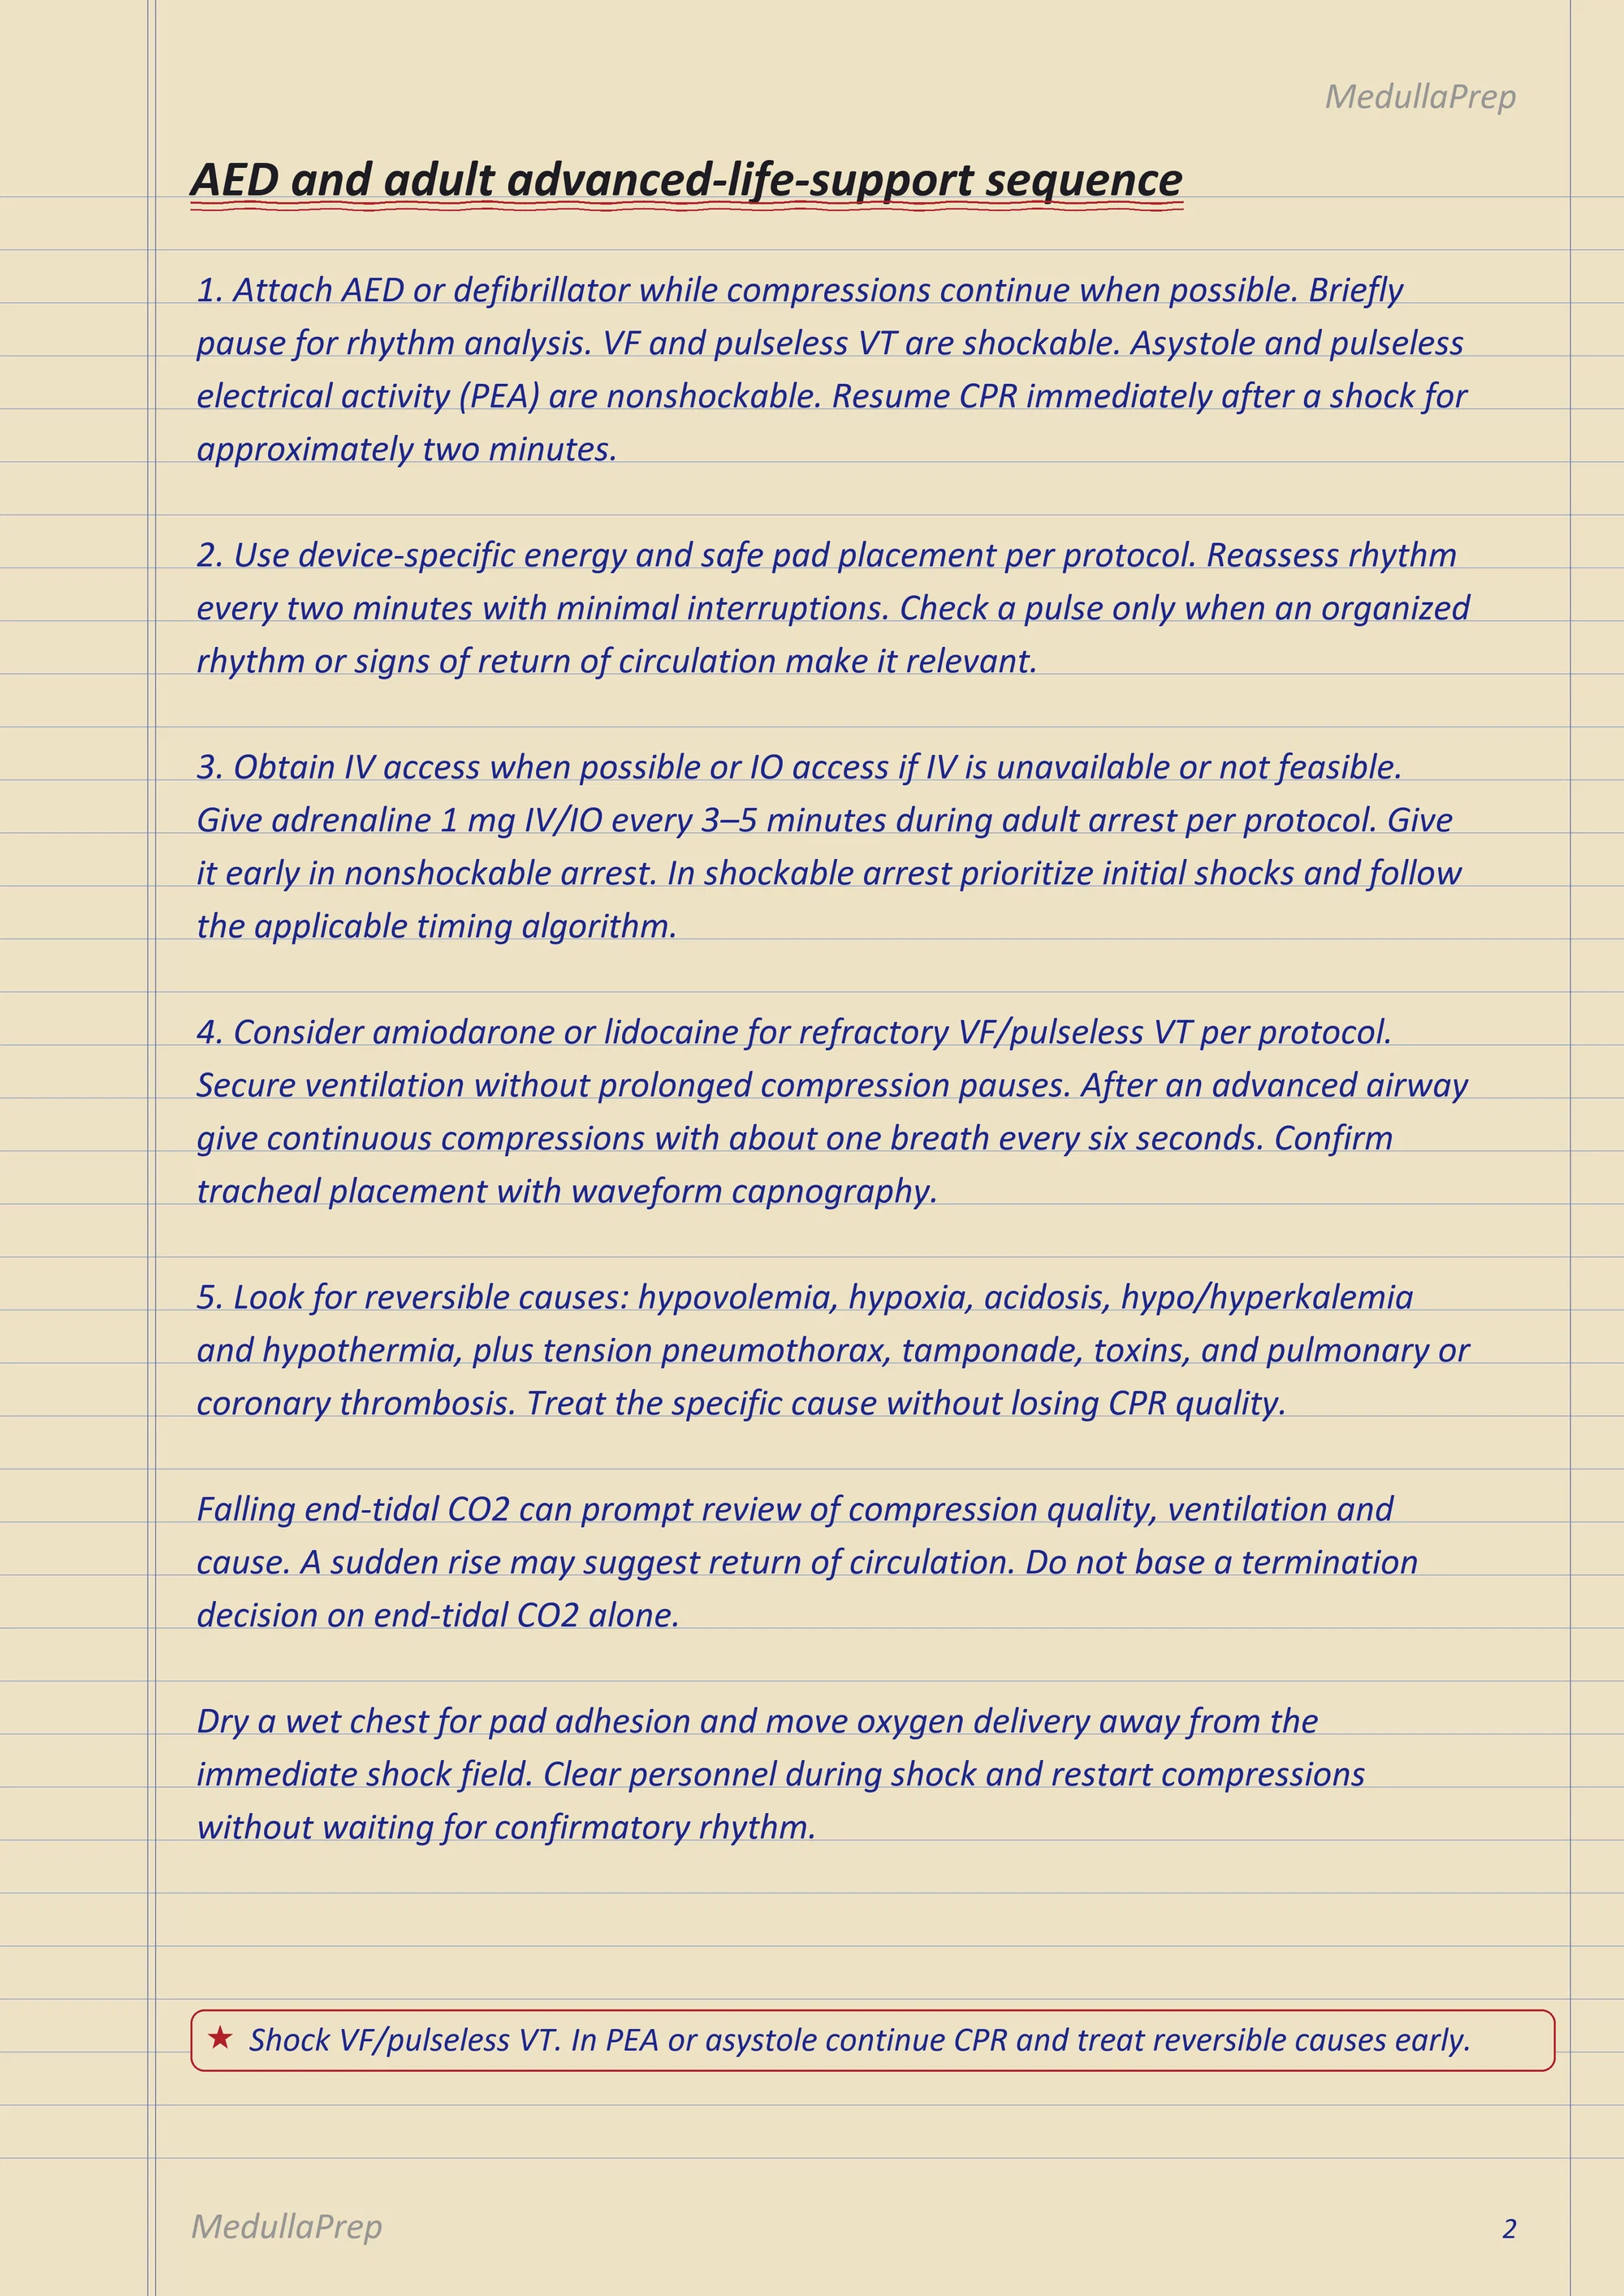 MedullaPrep
AED and adult advanced-life-support sequence
1. Attach AED or defibrillator while compressions continue when possible. Briefly
pause for rhythm analysis. VF and pulseless VT are shockable. Asystole and pulseless
electrical activity (PEA) are nonshockable. Resume CPR immediately after a shock for
approximately two minutes.
2. Use device-specific energy and safe pad placement per protocol. Reassess rhythm
every two minutes with minimal interruptions. Check a pulse only when an organized
rhythm or signs of return of circulation make it relevant.
3. Obtain IV access when possible or IO access if IV is unavailable or not feasible.
Give adrenaline 1 mg IV/IO every 3–5 minutes during adult arrest per protocol. Give
it early in nonshockable arrest. In shockable arrest prioritize initial shocks and follow
the applicable timing algorithm.
4. Consider amiodarone or lidocaine for refractory VF/pulseless VT per protocol.
Secure ventilation without prolonged compression pauses. After an advanced airway
give continuous compressions with about one breath every six seconds. Confirm
tracheal placement with waveform capnography.
5. Look for reversible causes: hypovolemia, hypoxia, acidosis, hypo/hyperkalemia
and hypothermia, plus tension pneumothorax, tamponade, toxins, and pulmonary or
coronary thrombosis. Treat the specific cause without losing CPR quality.
Falling end-tidal CO2 can prompt review of compression quality, ventilation and
cause. A sudden rise may suggest return of circulation. Do not base a termination
decision on end-tidal CO2 alone.
Dry a wet chest for pad adhesion and move oxygen delivery away from the
immediate shock field. Clear personnel during shock and restart compressions
without waiting for confirmatory rhythm.
★ Shock VF/pulseless VT. In PEA or asystole continue CPR and treat reversible causes early.
MedullaPrep
2